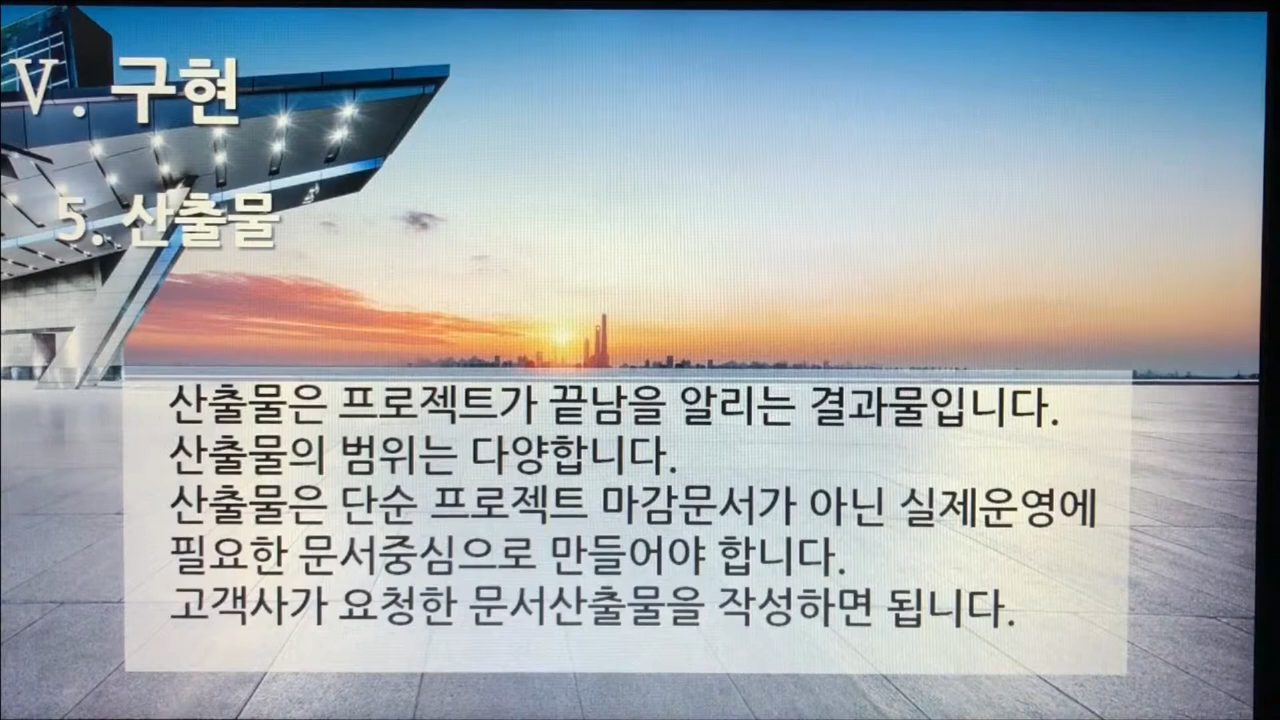 V. 구현
5. 산출물
산출물은 프로젝트가 끝남을 알리는 결과물입니다.
산출물의 범위는 다양합니다.
산출물은 단순 프로젝트 마감문서가 아닌 실제운영에
필요한 문서중심으로 만들어야 합니다.
고객사가 요청한 문서산출물을 작성하면 됩니다.